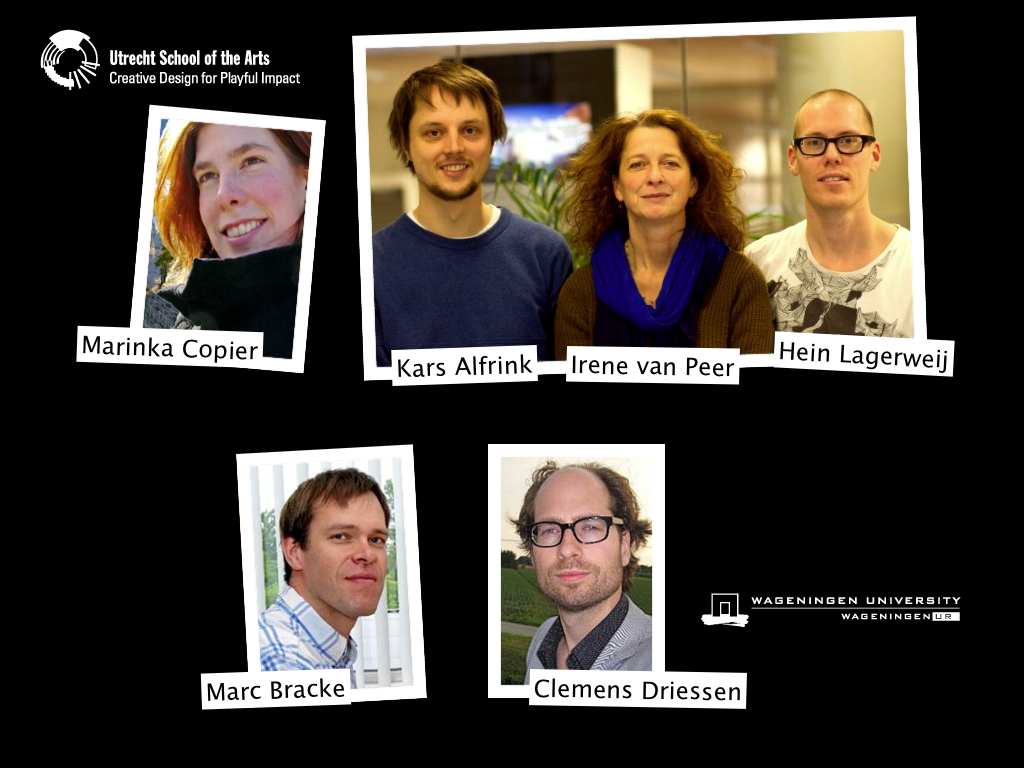 Utrecht School of the Arts
Creative Design for Playful Impact
Marinka Copier
Kars Alfrink
Irene van Peer
Hein Lagerweij
Marc Bracke
Clemens Driessen
WAGENINGEN UNIVERSITY
WAGENINGEN UR